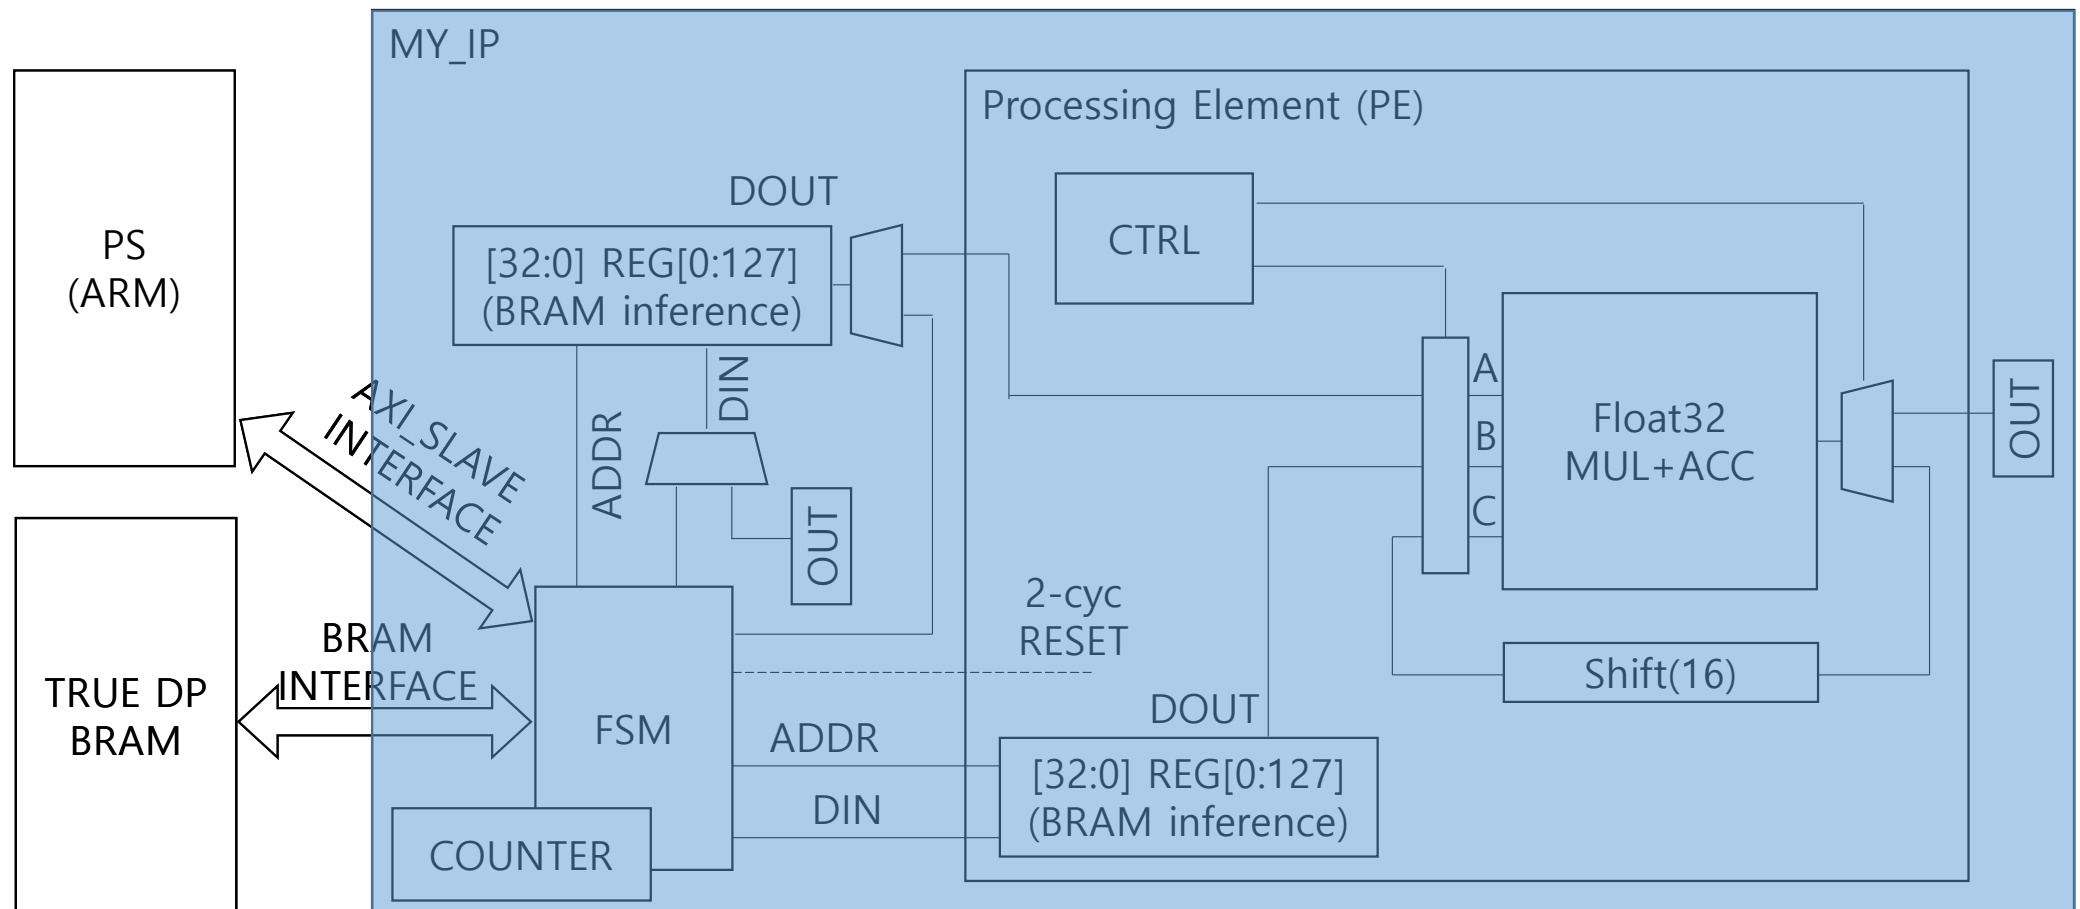 MY_IP
Processing Element (PE)
PS
(ARM)
DOUT
[32:0] REG[0:127]
(BRAM inference)
CTRL
AXI_SLAVE
INTERFACE
ADDR
DIN
OUT
A
B
C
Float32
MUL+ACC
OUT
2-cyc
RESET
Shift(16)
BRAM
INTERFACE
TRUE DP
BRAM
FSM
COUNTER
ADDR
DIN
DOUT
[32:0] REG[0:127]
(BRAM inference)